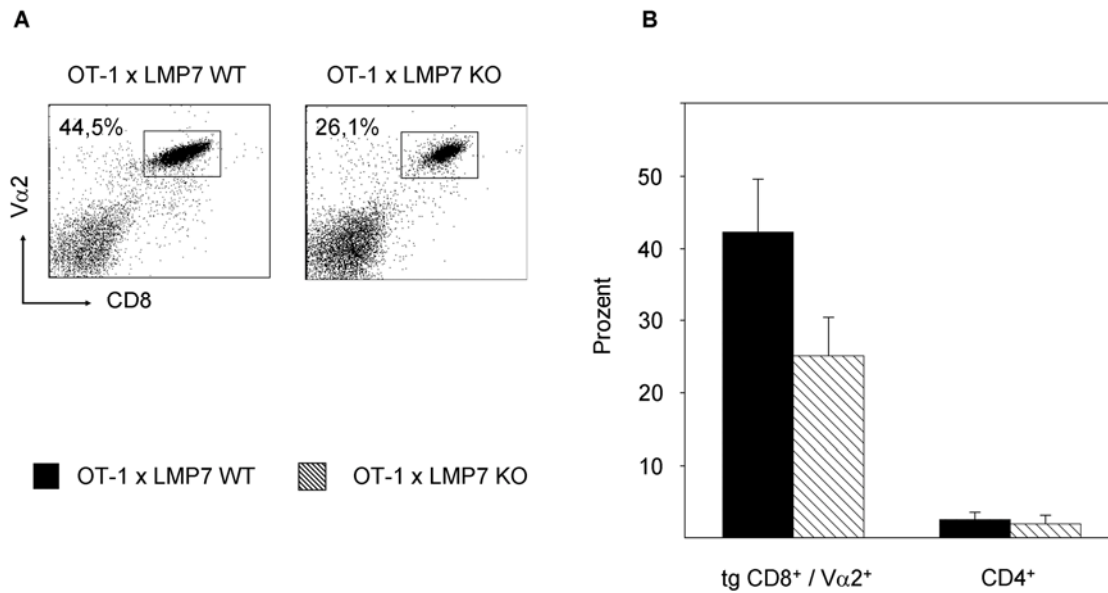 A
OT-1 x LMP7 WT
OT-1 x LMP7 KO
44,5%
26,1%
Vα2
CD8
OT-1 x LMP7 WT
OT-1 x LMP7 KO
B
Prozent
50
40
30
20
10
tg CD8⁺ / Vα2⁺
CD4⁺